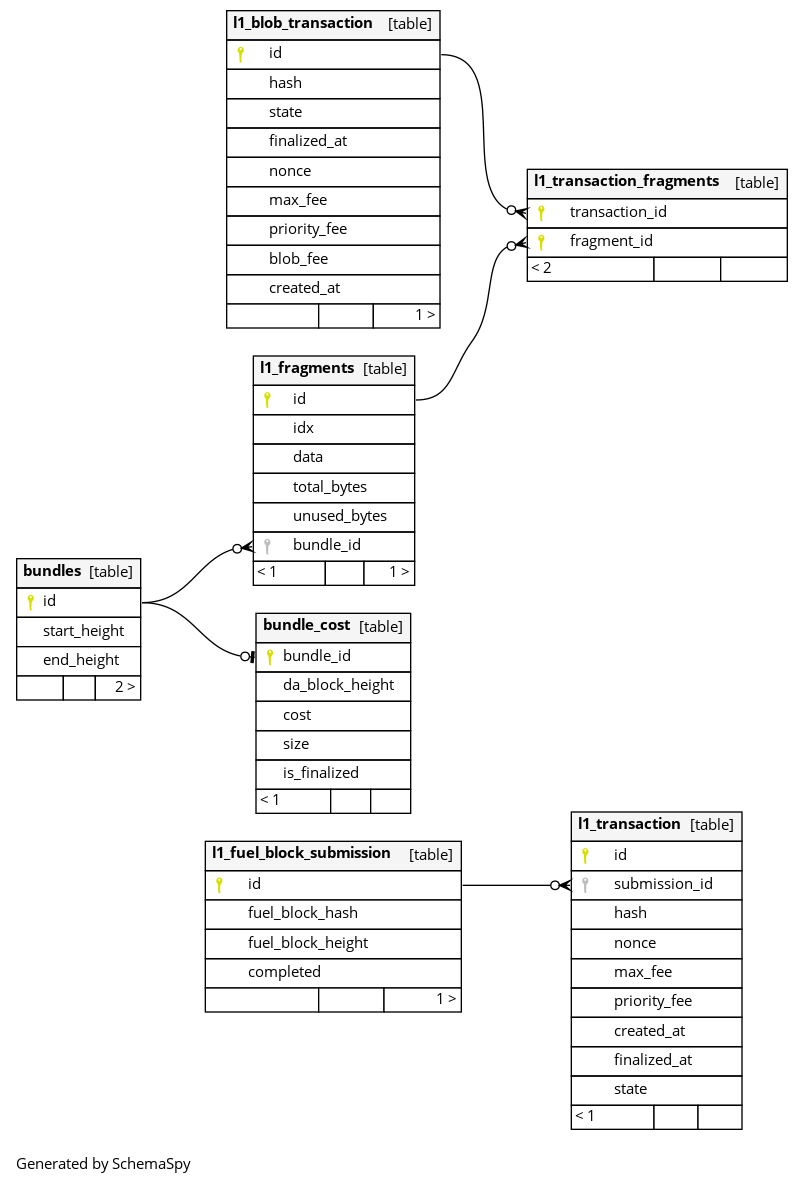 l1_blob_transaction [table]
id
hash
state
finalized_at
nonce
max_fee
priority_fee
blob_fee
created_at
1 >
l1_transaction_fragments [table]
transaction_id
fragment_id
< 2
l1_fragments [table]
id
idx
data
total_bytes
unused_bytes
bundle_id
< 1 1 >
bundles [table]
id
start_height
end_height
2 >
bundle_cost [table]
bundle_id
da_block_height
cost
size
is_finalized
< 1
l1_fuel_block_submission [table]
id
fuel_block_hash
fuel_block_height
completed
1 >
l1_transaction [table]
id
submission_id
hash
nonce
max_fee
priority_fee
created_at
finalized_at
state
< 1
Generated by SchemaSpy